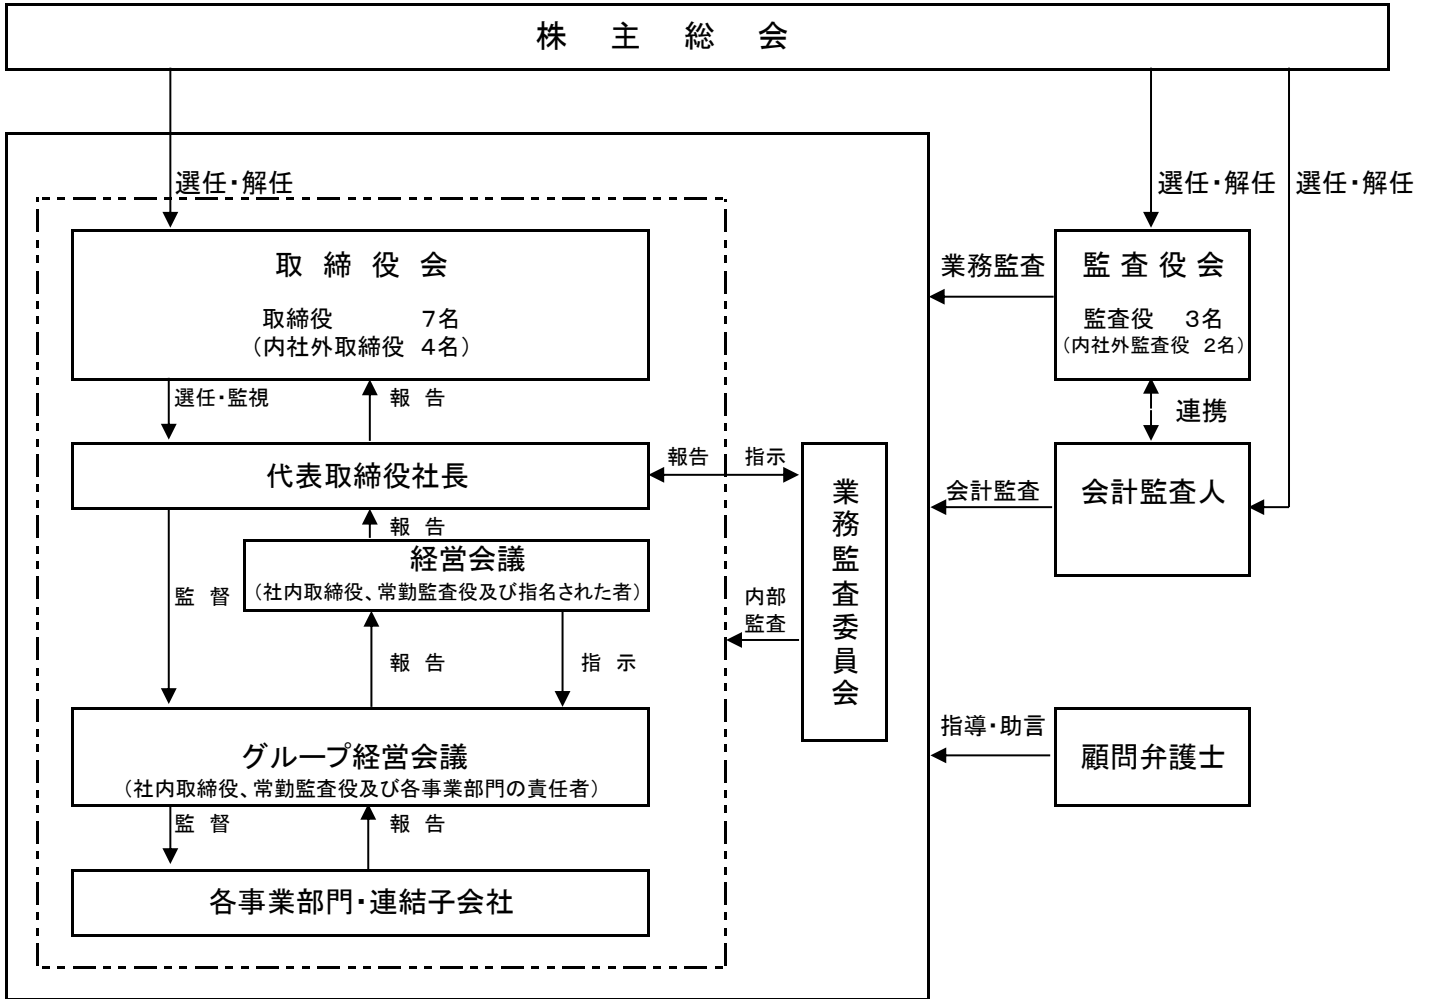 株 主 総 会
選任・解任
選任・解任
選任・解任
取 締 役 会
取締役 7名
（内社外取締役 4名）
業務監査
監 査 役 会
監査役 3名
（内社外監査役 2名）
選任・監視
報 告
連携
代表取締役社長
報告
指示
業務監査委員会
会計監査
会計監査人
報 告
経営会議
（社内取締役、常勤監査役及び指名された者）
監 督
内部
監査
報 告
指 示
グループ経営会議
（社内取締役、常勤監査役及び各事業部門の責任者）
指導・助言
顧問弁護士
監 督
報 告
各事業部門・連結子会社